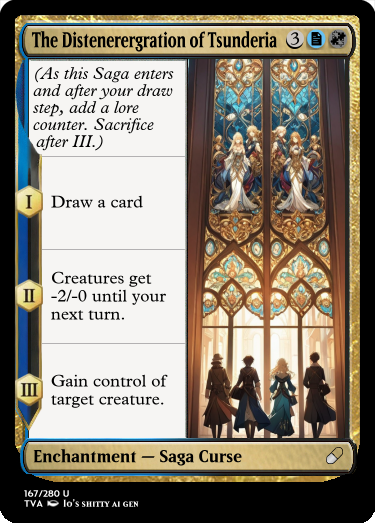 The Distenerergration of Tsunderia 3
(As this Saga enters
and after your draw
step, add a lore
counter. Sacrifice
after III.)
I Draw a card
II Creatures get
-2/-0 until your
next turn.
III Gain control of
target creature.
Enchantment — Saga Curse
167/280 U
TVA Io's shitty ai gen